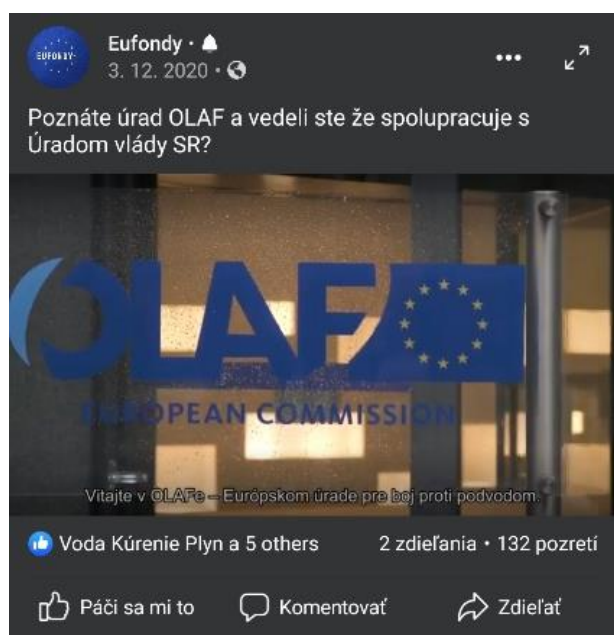 EUFONDY
Eufondy ·
3. 12. 2020 ·
Poznáte úrad OLAF a vedeli ste že spolupracuje s
Úradom vlády SR?
OLAF
EUROPEAN COMMISSION
Vitajte v OLAFe – Európskom úrade pre boj proti podvodom.
Voda Kúrenie Plyn a 5 others 2 zdieľania • 132 pozretí
Páči sa mi to Komentovať Zdieľať